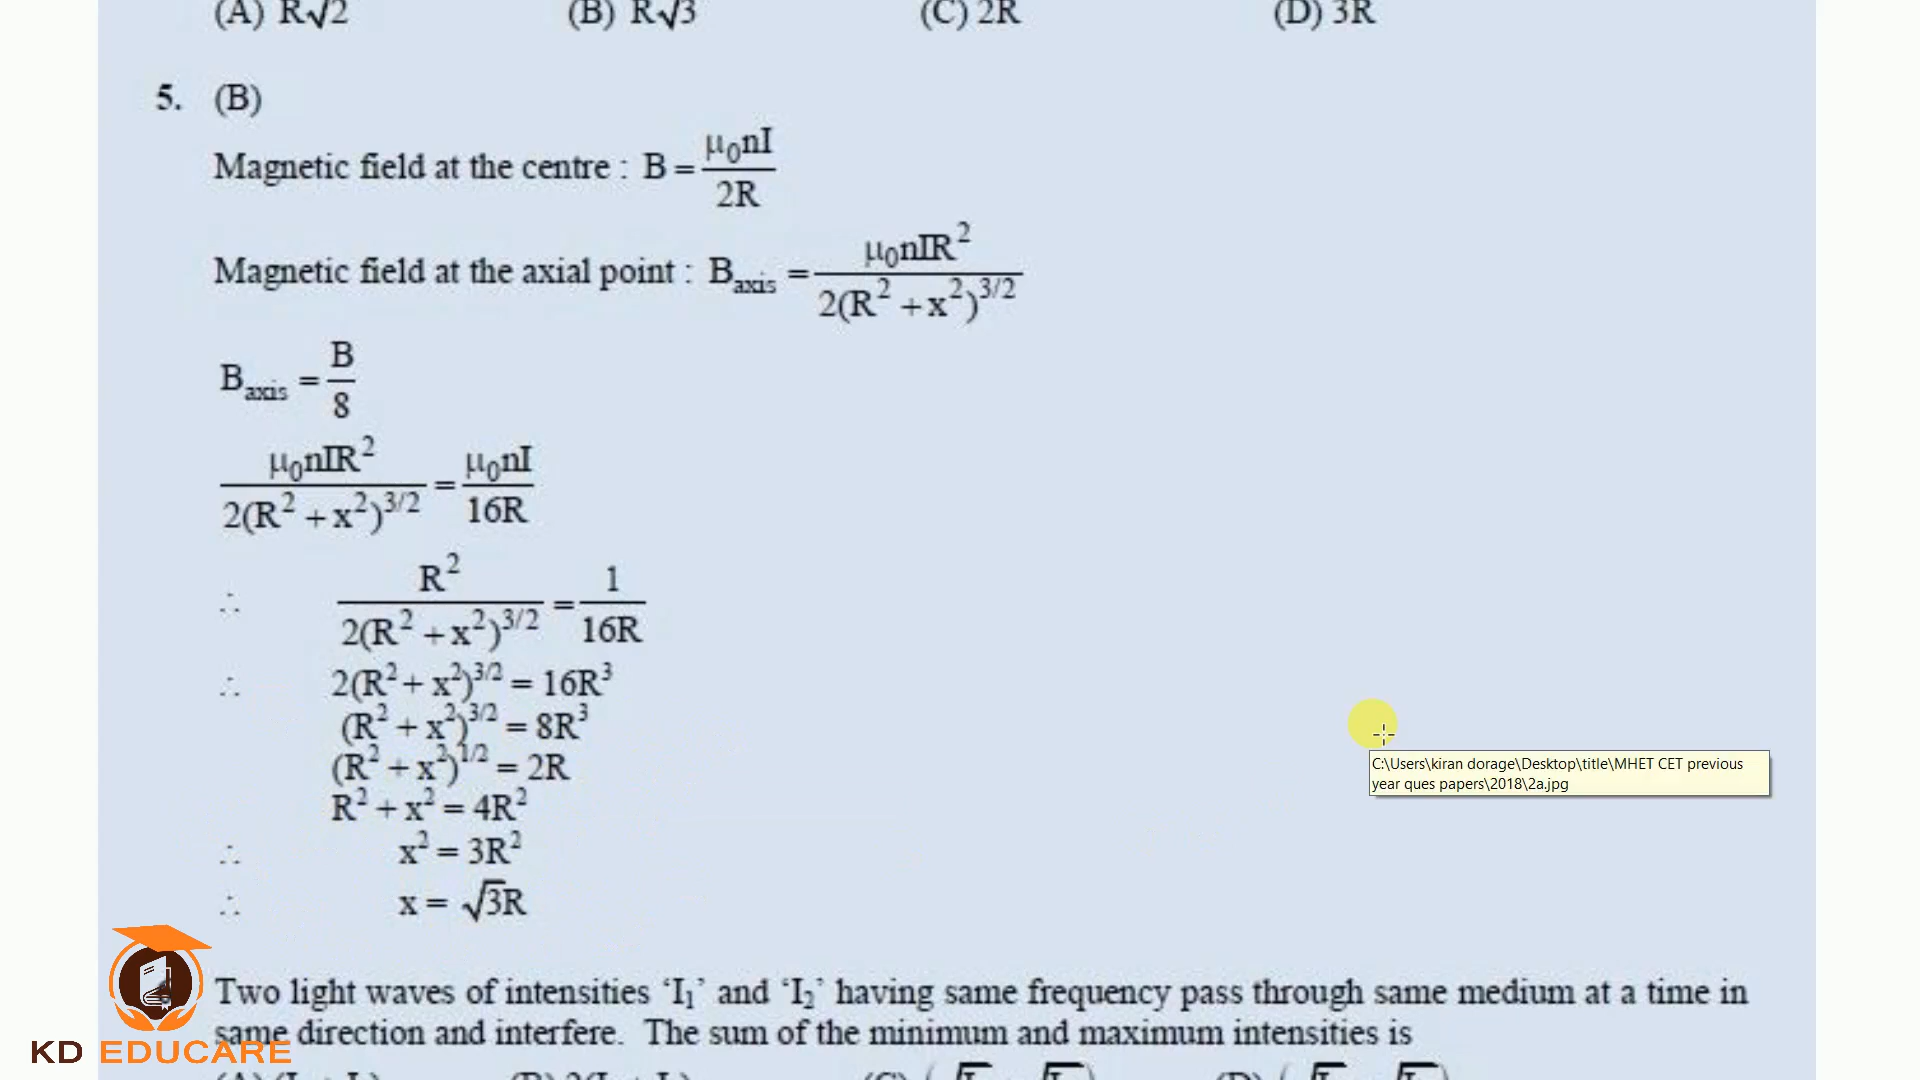 (A) R√2 (B) R√3 (C) 2R (D) 3R
5. (B)
Magnetic field at the centre : B = μ₀nI / 2R
Magnetic field at the axial point : B_axis = μ₀nIR² / 2(R² + x²)^3/2
B_axis = B / 8
μ₀nIR² / 2(R² + x²)^3/2 = μ₀nI / 16R
∴ R² / 2(R² + x²)^3/2 = 1 / 16R
∴ 2(R² + x²)^3/2 = 16R³
(R² + x²)^3/2 = 8R³
(R² + x²)^1/2 = 2R
R² + x² = 4R²
∴ x² = 3R²
∴ x = √3R
C:\Users\kiran dorage\Desktop\title\MHET CET previous
year ques papers\2018\2a.jpg
Two light waves of intensities ‘I₁’ and ‘I₂’ having same frequency pass through same medium at a time in
same direction and interfere. The sum of the minimum and maximum intensities is
KD EDUCARE